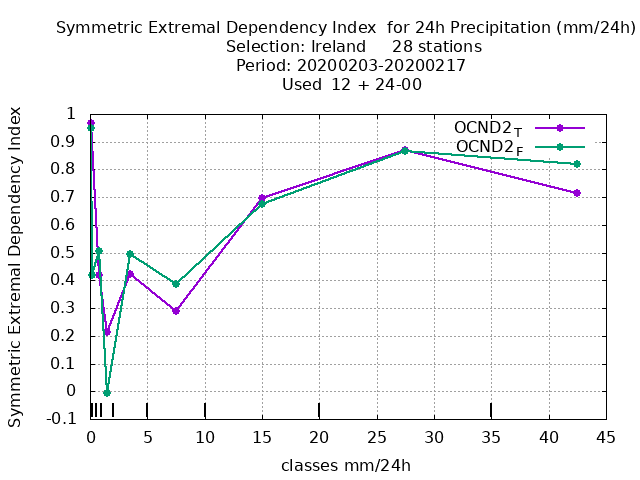 Symmetric Extremal Dependency Index  for 24h Precipitation (mm/24h)
Selection: Ireland     28 stations
Period: 20200203-20200217
Used  12 + 24-00
Symmetric Extremal Dependency Index
1
0.9
0.8
0.7
0.6
0.5
0.4
0.3
0.2
0.1
0
-0.1
OCND2_T
OCND2_F
0 5 10 15 20 25 30 35 40 45
classes mm/24h